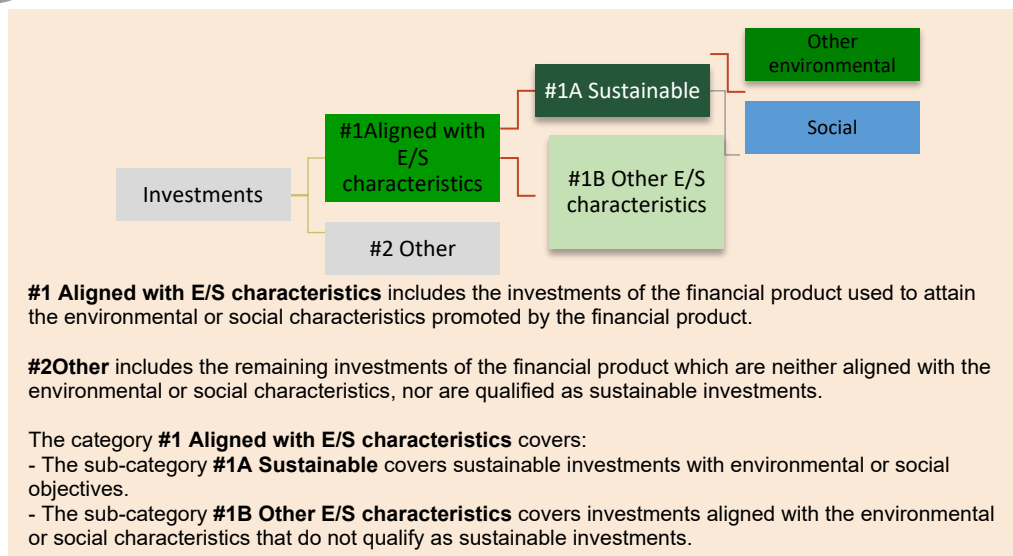 Other
environmental
#1A Sustainable
Social
#1Aligned with
E/S
characteristics
#1B Other E/S
characteristics
Investments
#2 Other
#1 Aligned with E/S characteristics includes the investments of the financial product used to attain
the environmental or social characteristics promoted by the financial product.
#2Other includes the remaining investments of the financial product which are neither aligned with the
environmental or social characteristics, nor are qualified as sustainable investments.
The category #1 Aligned with E/S characteristics covers:
- The sub-category #1A Sustainable covers sustainable investments with environmental or social
objectives.
- The sub-category #1B Other E/S characteristics covers investments aligned with the environmental
or social characteristics that do not qualify as sustainable investments.